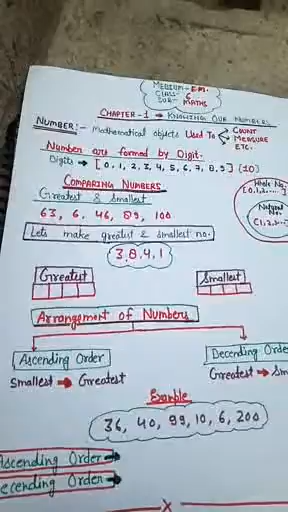 MEDIUM - E.M.
CLASS - 6
SUB - MATHS
CHAPTER-1 → KNOWING OUR NUMBERS
NUMBER:- Mathematical objects Used To → COUNT
MEASURE
ETC.
Number are formed by Digit.
Digits → [0, 1, 2, 3, 4, 5, 6, 7, 8, 9] (10)
Whole No.
[0,1,2,....]
Natural No.
(1,2,...
COMPARING NUMBERS
Greatest & Smallest
63, 6, 46, 89, 100
Lets make greatest & smallest no.
3,8,4,1
Greatest
Smallest
Arrangement of Numbers
Ascending Order
Decending Orde
Smallest → Greatest
Greatest → Sm
Example
36, 40, 99, 10, 6, 200
Ascending Order →
ecending Order →
x